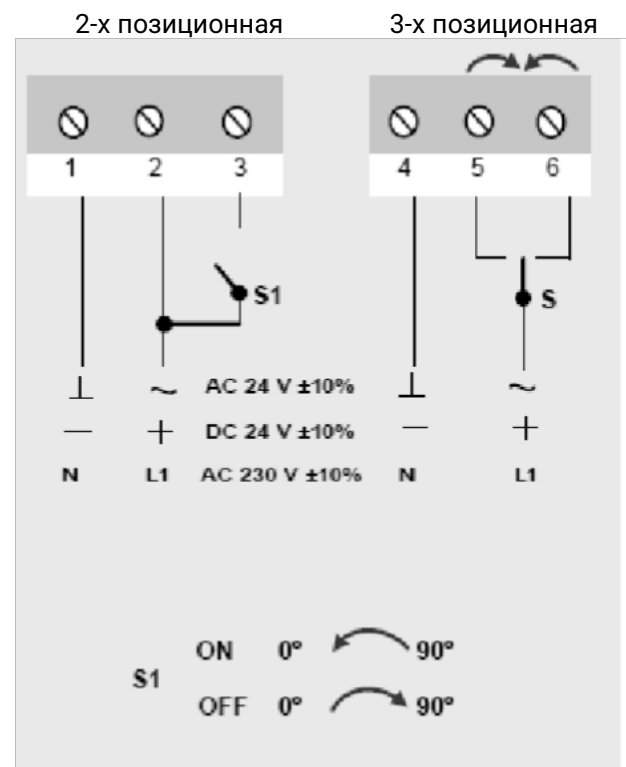 2-х позиционная 3-х позиционная
1 2 3 4 5 6
S1 S
⊥ ~ AC 24 V ±10% ⊥ ~
− + DC 24 V ±10% − +
N L1 AC 230 V ±10% N L1
ON 0° 90°
S1
OFF 0° 90°